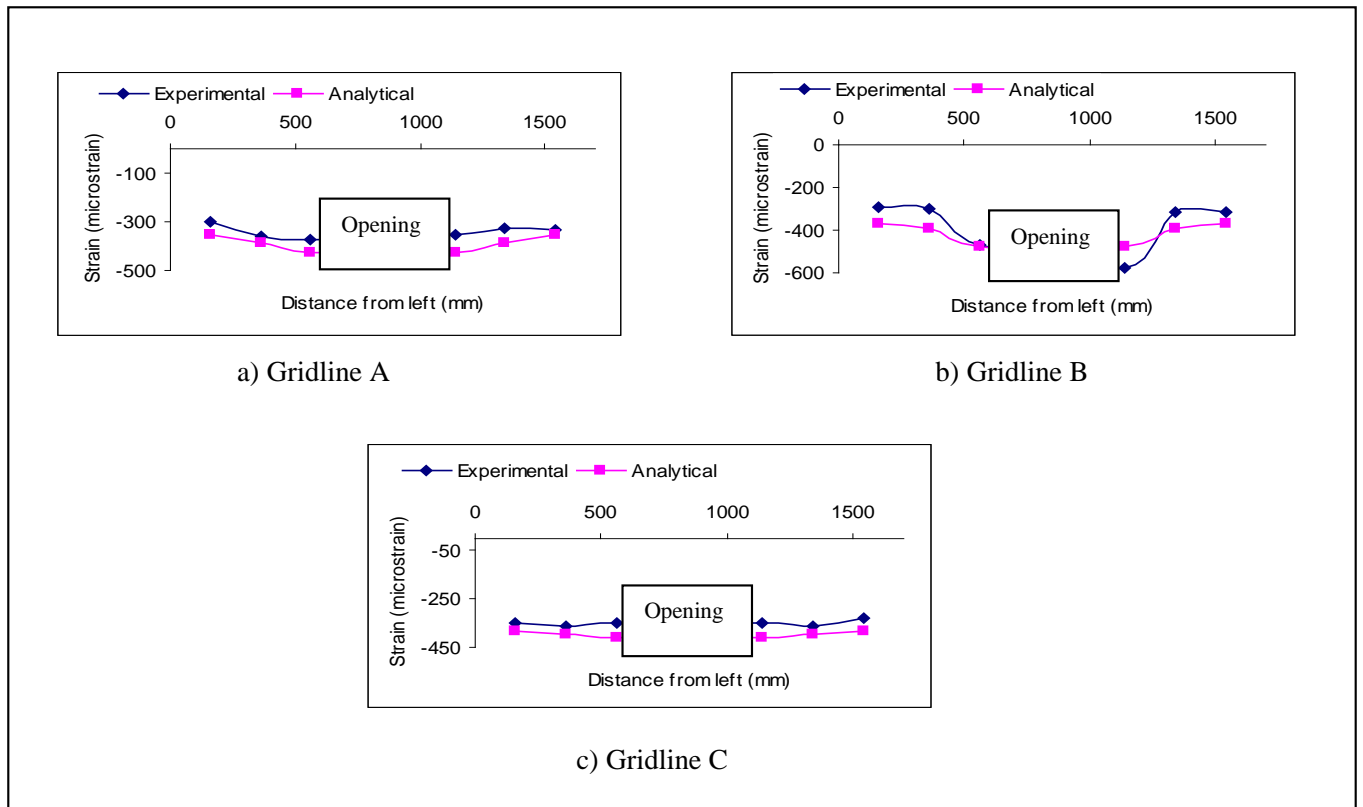 Experimental Analytical
0 500 1000 1500
Strain (microstrain)
-100
-300
-500
Opening
Distance from left (mm)
a) Gridline A
Experimental Analytical
0 500 1000 1500
Strain (microstrain)
0
-200
-400
-600
Opening
Distance from left (mm)
b) Gridline B
Experimental Analytical
0 500 1000 1500
Strain (microstrain)
-50
-250
-450
Opening
Distance from left (mm)
c) Gridline C